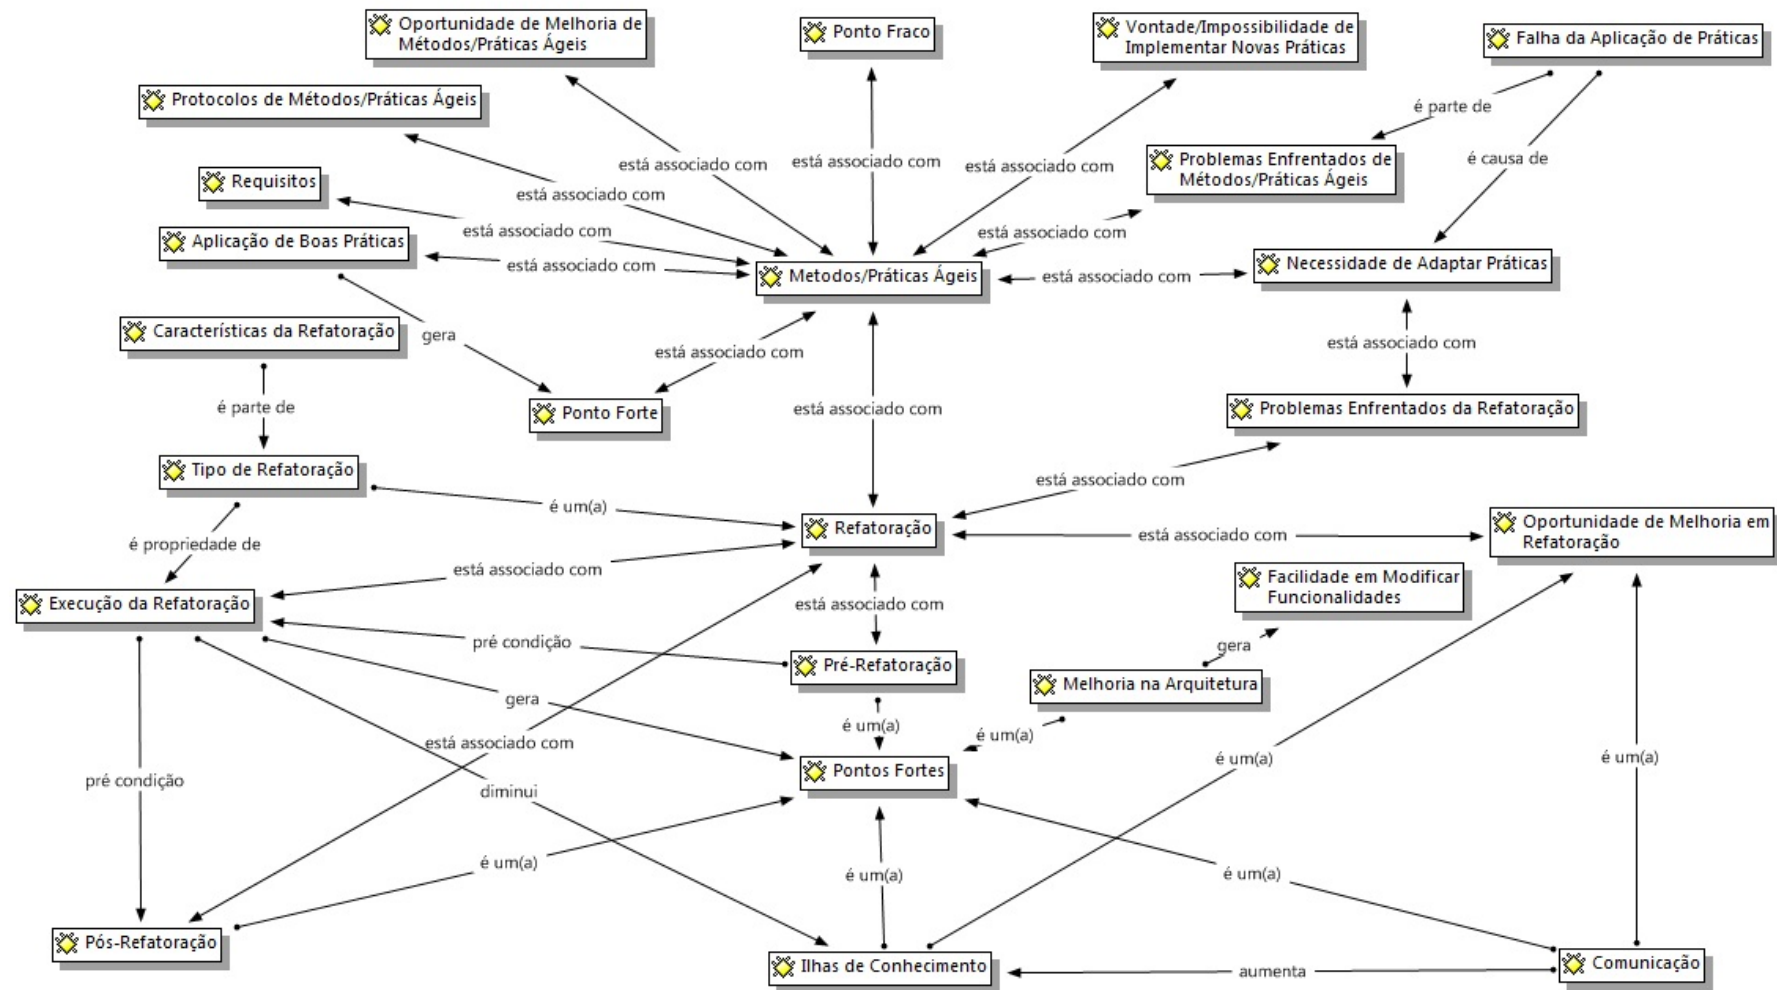 Oportunidade de Melhoria de
Métodos/Práticas Ágeis
Ponto Fraco
Vontade/Impossibilidade de
Implementar Novas Práticas
Falha da Aplicação de Práticas
Protocolos de Métodos/Práticas Ágeis
é parte de
está associado com
está associado com
está associado com
é causa de
Problemas Enfrentados de
Métodos/Práticas Ágeis
Requisitos
está associado com
está associado com
está associado com
Aplicação de Boas Práticas
está associado com
Metodos/Práticas Ágeis
está associado com
Necessidade de Adaptar Práticas
Características da Refatoração
gera
está associado com
está associado com
é parte de
Ponto Forte
está associado com
Problemas Enfrentados da Refatoração
Tipo de Refatoração
é um(a)
está associado com
Refatoração
está associado com
Oportunidade de Melhoria em
Refatoração
é propriedade de
está associado com
Execução da Refatoração
está associado com
Facilidade em Modificar
Funcionalidades
pré condição
Pré-Refatoração
gera
Melhoria na Arquitetura
gera
é um(a)
é um(a)
está associado com
Pontos Fortes
é um(a)
é um(a)
pré condição
diminui
é um(a)
é um(a)
é um(a)
Pós-Refatoração
Ilhas de Conhecimento
aumenta
Comunicação